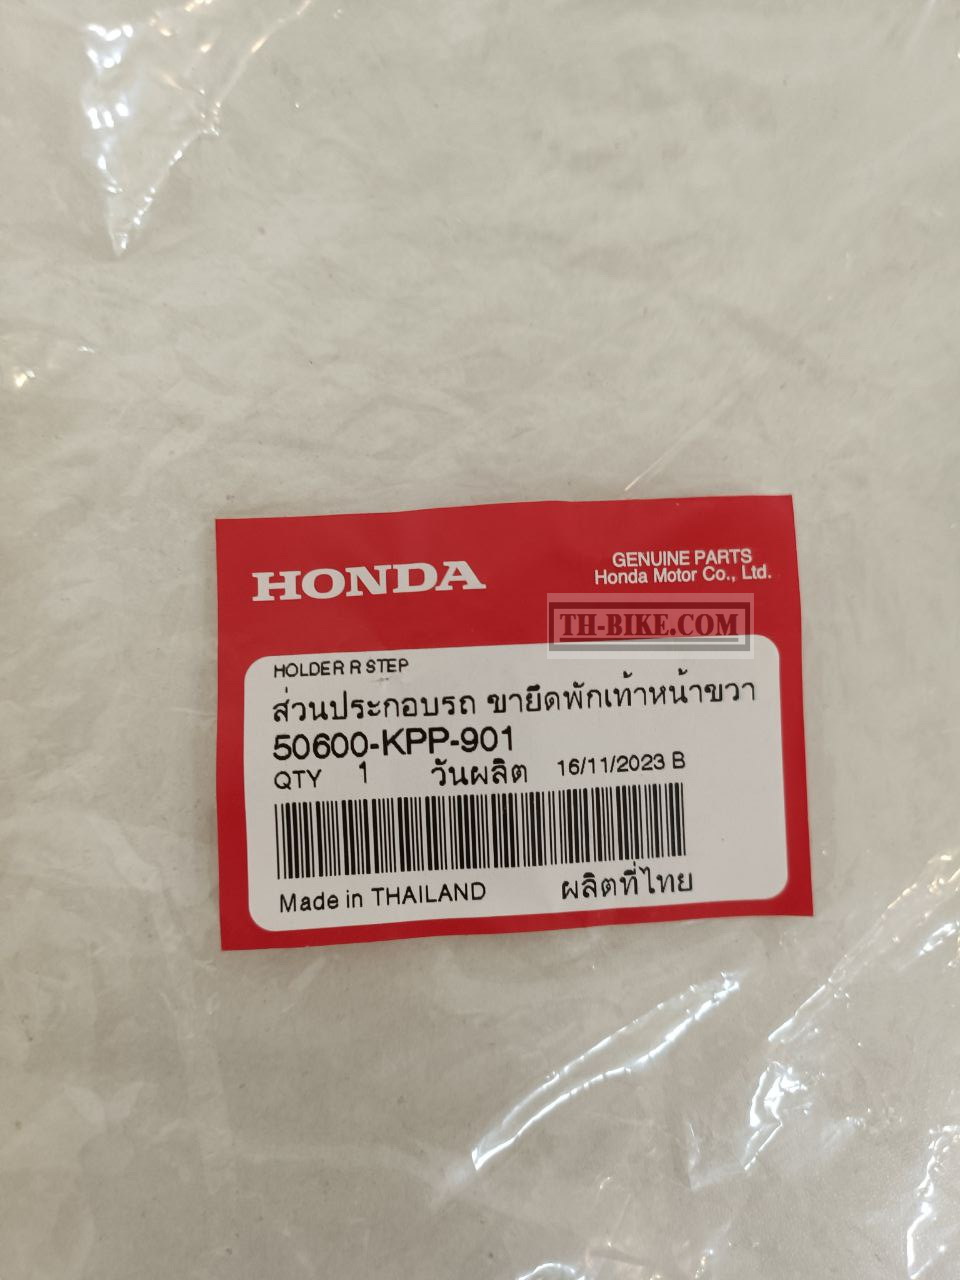 HONDA
GENUINE PARTS
Honda Motor Co., Ltd.
TH-BIKE.COM
HOLDER R STEP
ส่วนประกอบรถ ขายึดพักเท้าหน้าขวา
50600-KPP-901
QTY 1 วันผลิต 16/11/2023 B
Made in THAILAND ผลิตที่ไทย